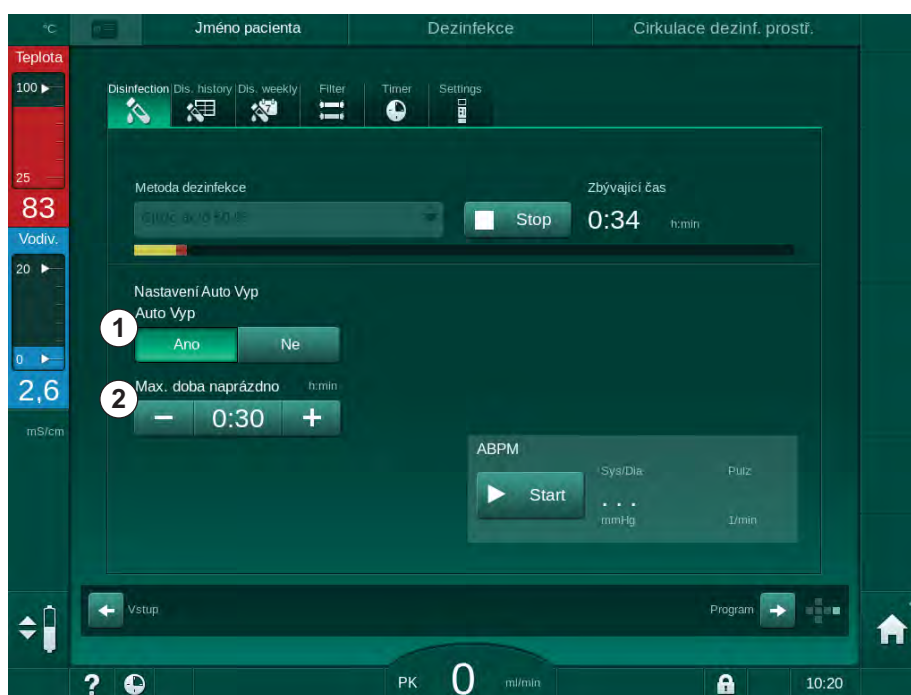 °C Jméno pacienta Dezinfekce Cirkulace dezinf. prostř.
Teplota
100
25
83
Vodiv.
20
0
2,6
mS/cm
Disinfection Dis. history Dis. weekly Filter Timer Settings
7
Metoda dezinfekce
Zbývající čas
Stop
0:34 h:min
Nastavení Auto Vyp
Auto Vyp
1
Ano Ne
Max. doba naprázdno h:min
2
− 0:30 +
ABPM
Sys/Dia Pulz
Start
. . .
mmHg 1/min
Vstup
Program
? PK 0 ml/min 10:20